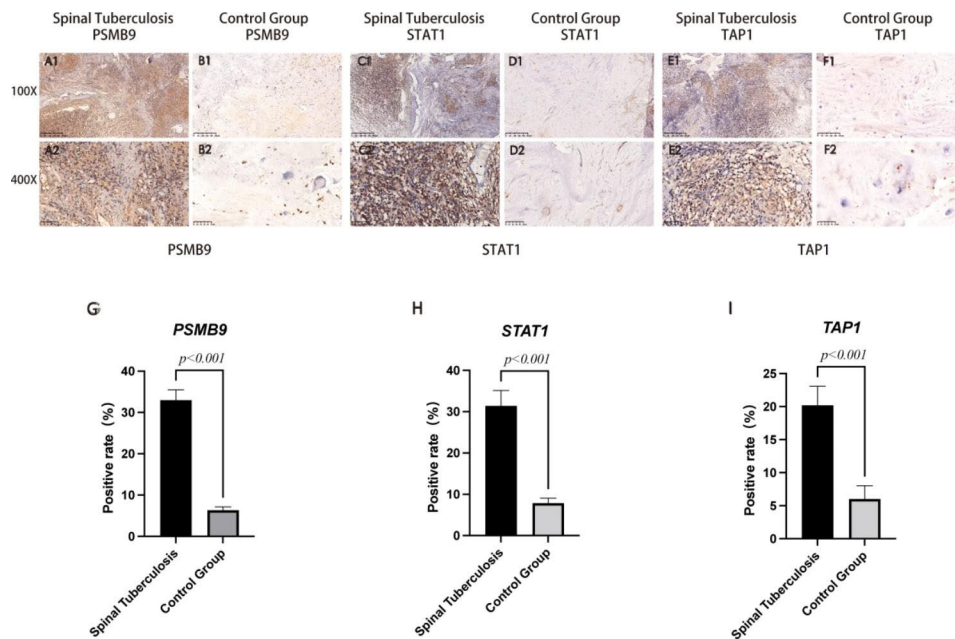 Spinal Tuberculosis PSMB9
Control Group PSMB9
Spinal Tuberculosis STAT1
Control Group STAT1
Spinal Tuberculosis TAP1
Control Group TAP1
100X
A1
B1
C1
D1
E1
F1
400X
A2
B2
C2
D2
E2
F2
PSMB9
STAT1
TAP1
G
PSMB9
p<0.001
Positive rate (%)
40
30
20
10
0
Spinal Tuberculosis
Control Group
H
STAT1
p<0.001
Positive rate (%)
40
30
20
10
0
Spinal Tuberculosis
Control Group
I
TAP1
p<0.001
Positive rate (%)
25
20
15
10
5
0
Spinal Tuberculosis
Control Group